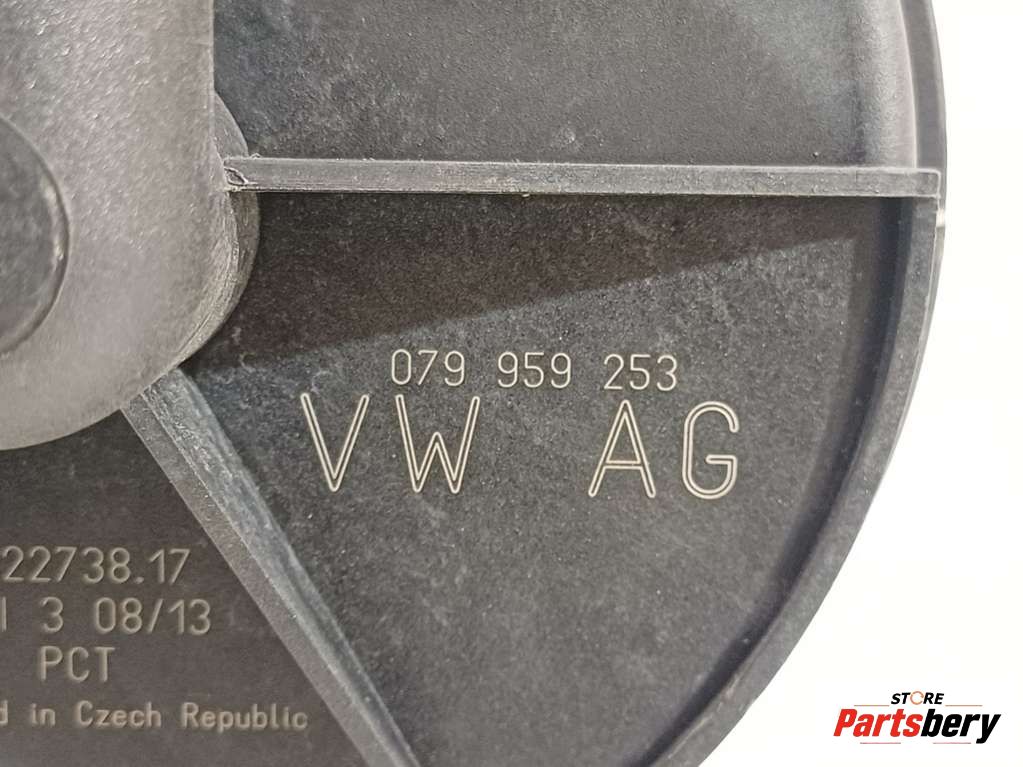 079 959 253
VW AG
22738.17
3 08/13
PCT
in Czech Republic
STORE
Partsbery